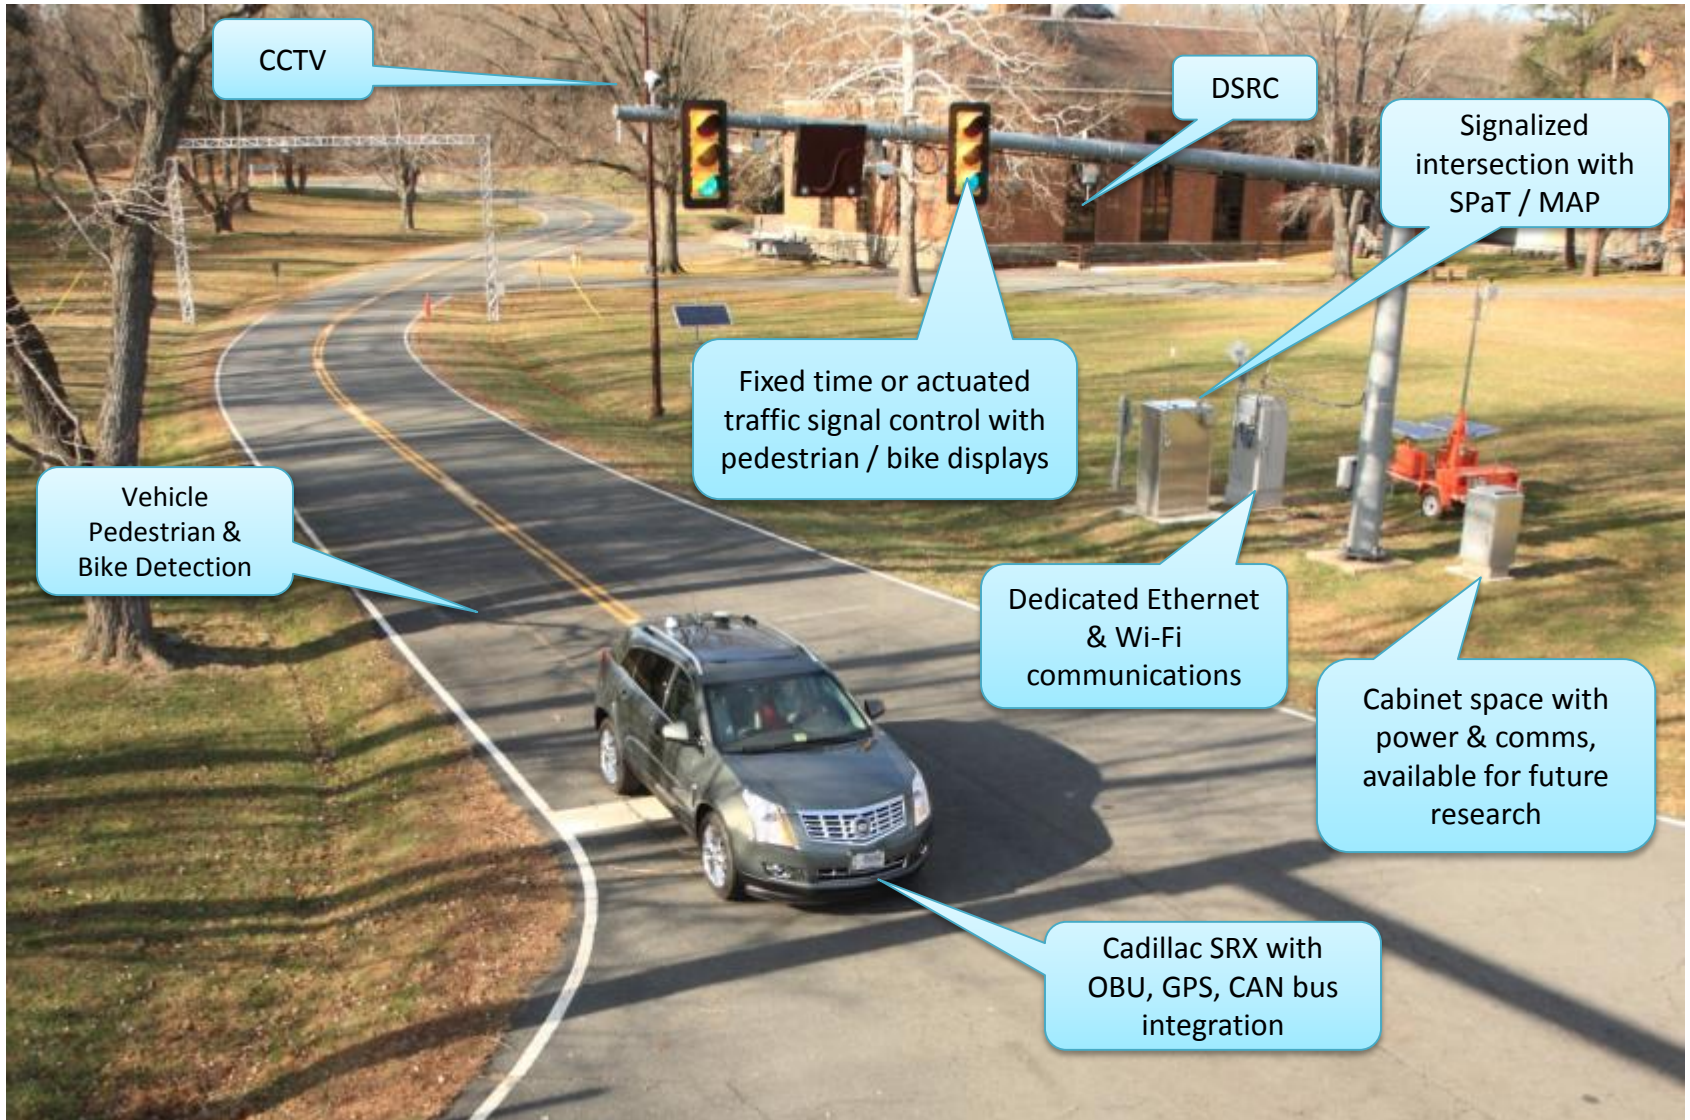 CCTV
DSRC
Signalized
intersection with
SPaT / MAP
Fixed time or actuated
traffic signal control with
pedestrian / bike displays
Vehicle
Pedestrian &
Bike Detection
Dedicated Ethernet
& Wi-Fi
communications
Cabinet space with
power & comms,
available for future
research
Cadillac SRX with
OBU, GPS, CAN bus
integration